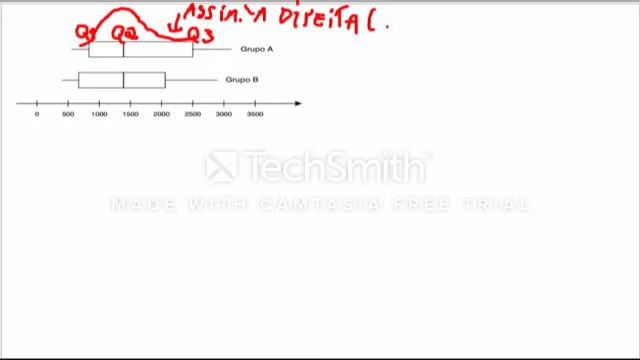 ASSIM. À DIREITA (
Q1 Q2 Q3
Grupo A
Grupo B
0 500 1000 1500 2000 2500 3000 3500
TechSmith
MADE WITH CAMTASIA FREE TRIAL